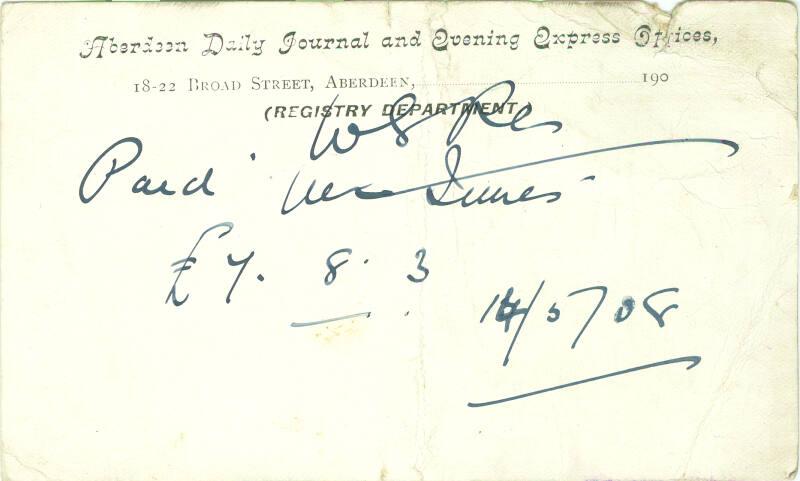 Aberdeen Daily Journal and Evening Express Offices,
18-22 BROAD STREET, ABERDEEN, 190
(REGISTRY DEPARTMENT.)
Paid Innes
£7. 8. 3
14/5/08